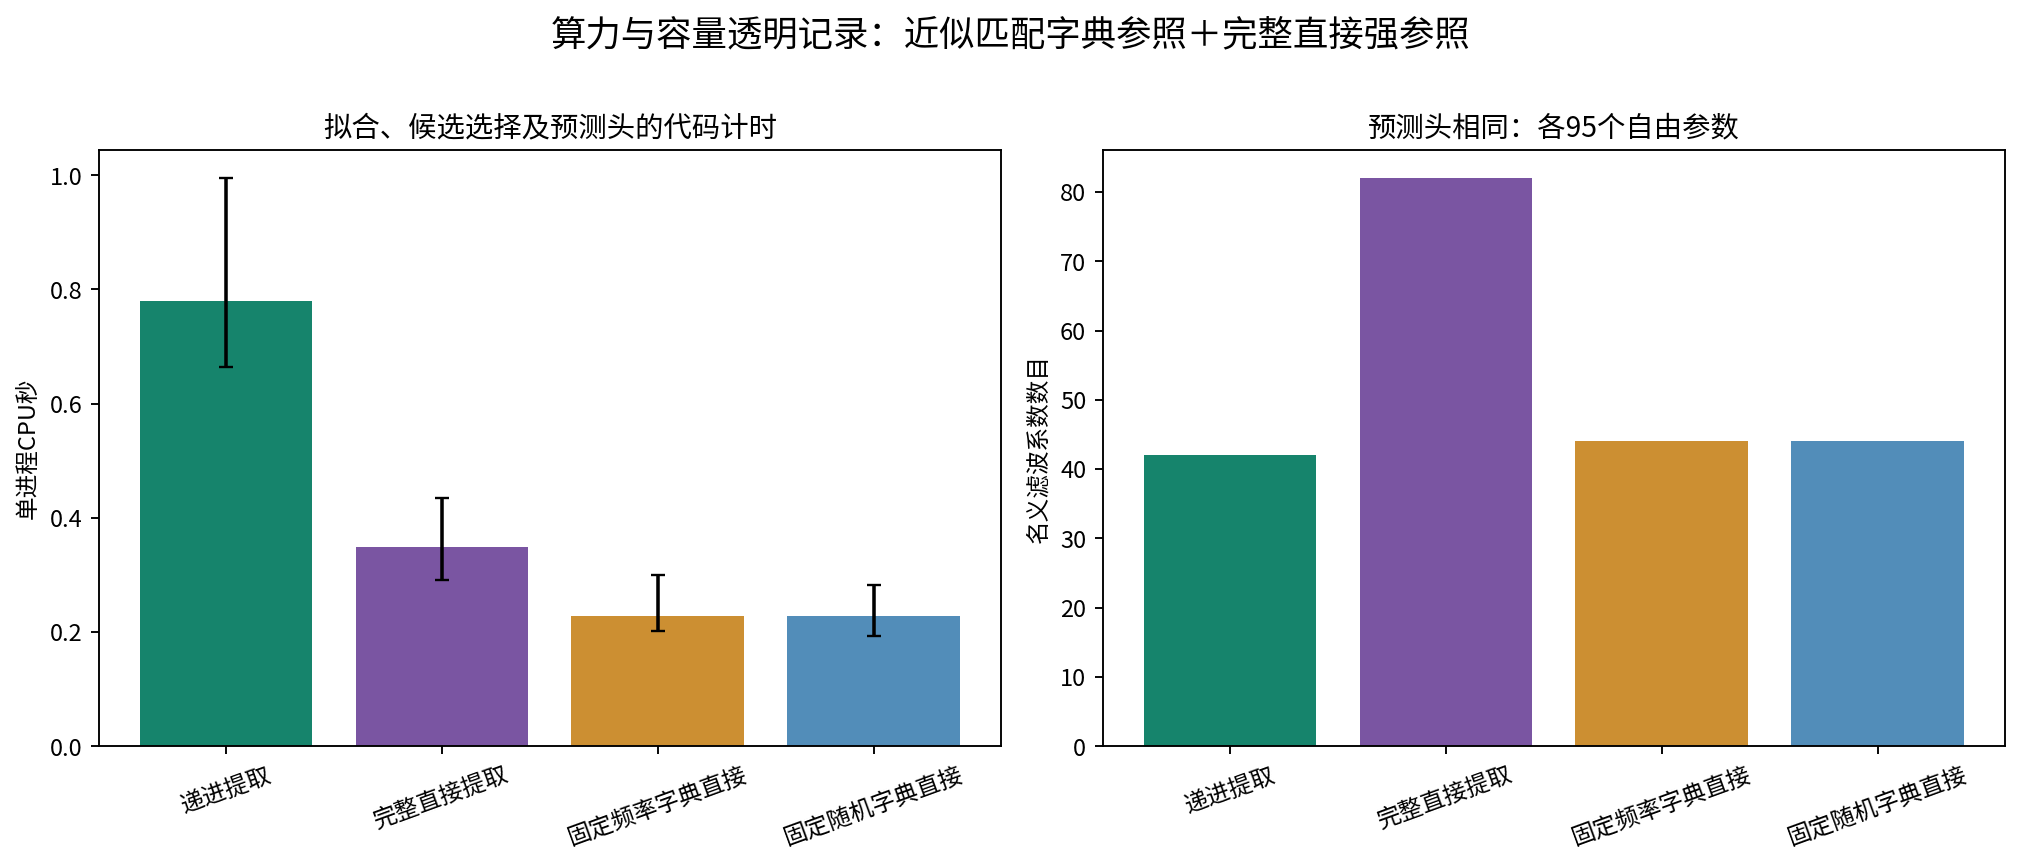 算力与容量透明记录：近似匹配字典参照＋完整直接强参照
拟合、候选选择及预测头的代码计时
单进程CPU秒
1.0
0.8
0.6
0.4
0.2
0.0
递进提取
完整直接提取
固定频率字典直接
固定随机字典直接
预测头相同：各95个自由参数
名义滤波系数数目
80
70
60
50
40
30
20
10
0
递进提取
完整直接提取
固定频率字典直接
固定随机字典直接